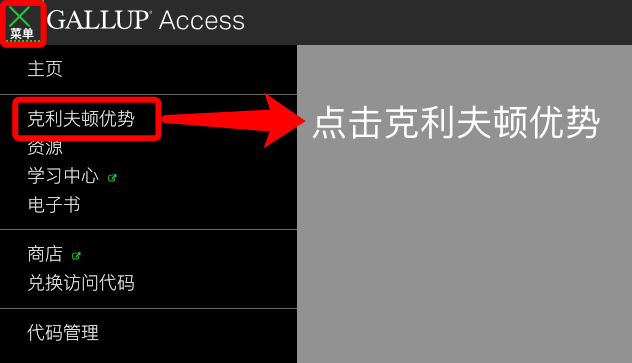 GALLUP® Access
菜单
主页
克利夫顿优势
点击克利夫顿优势
资源
学习中心
电子书
商店
兑换访问代码
代码管理